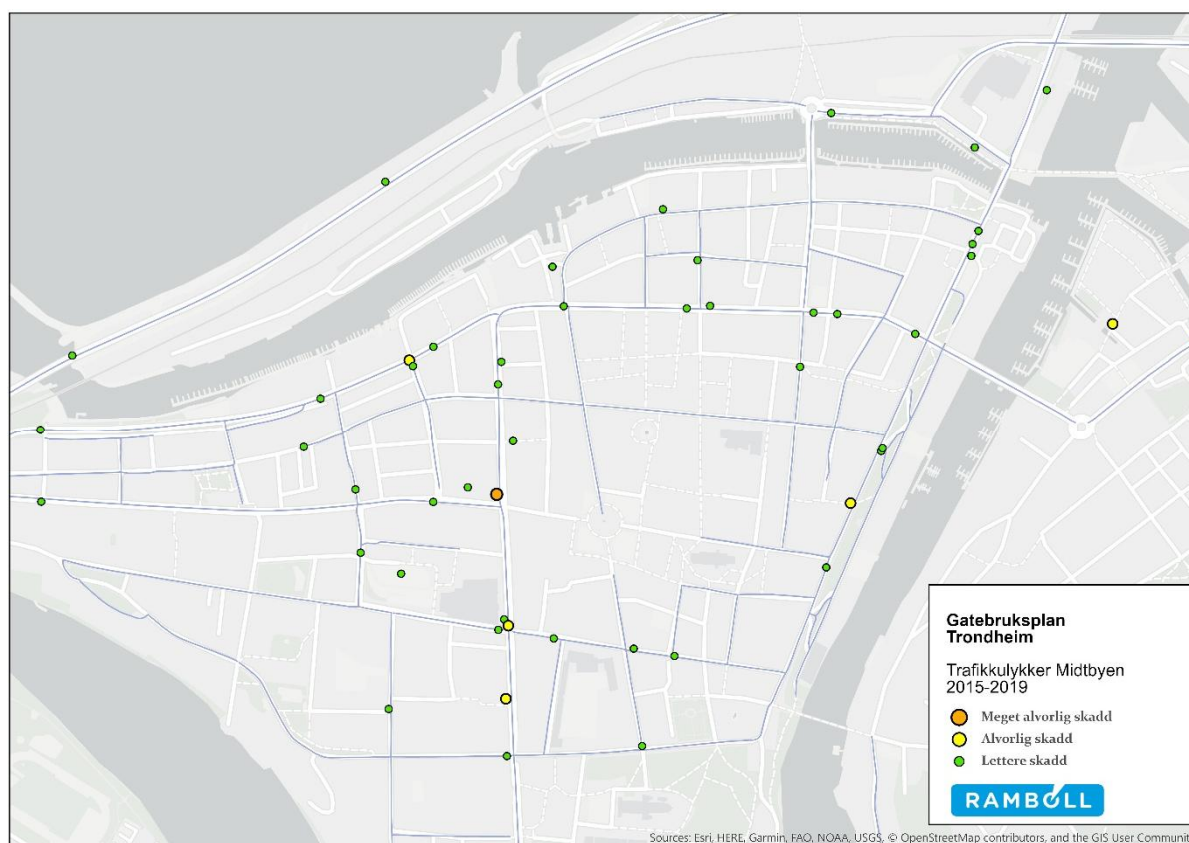 Gatebruksplan
Trondheim
Trafikkulykker Midtbyen
2015-2019
Meget alvorlig skadd
Alvorlig skadd
Lettere skadd
RAMBOLL
Sources: Esri, HERE, Garmin, FAO, NOAA, USGS, © OpenStreetMap contributors, and the GIS User Communit